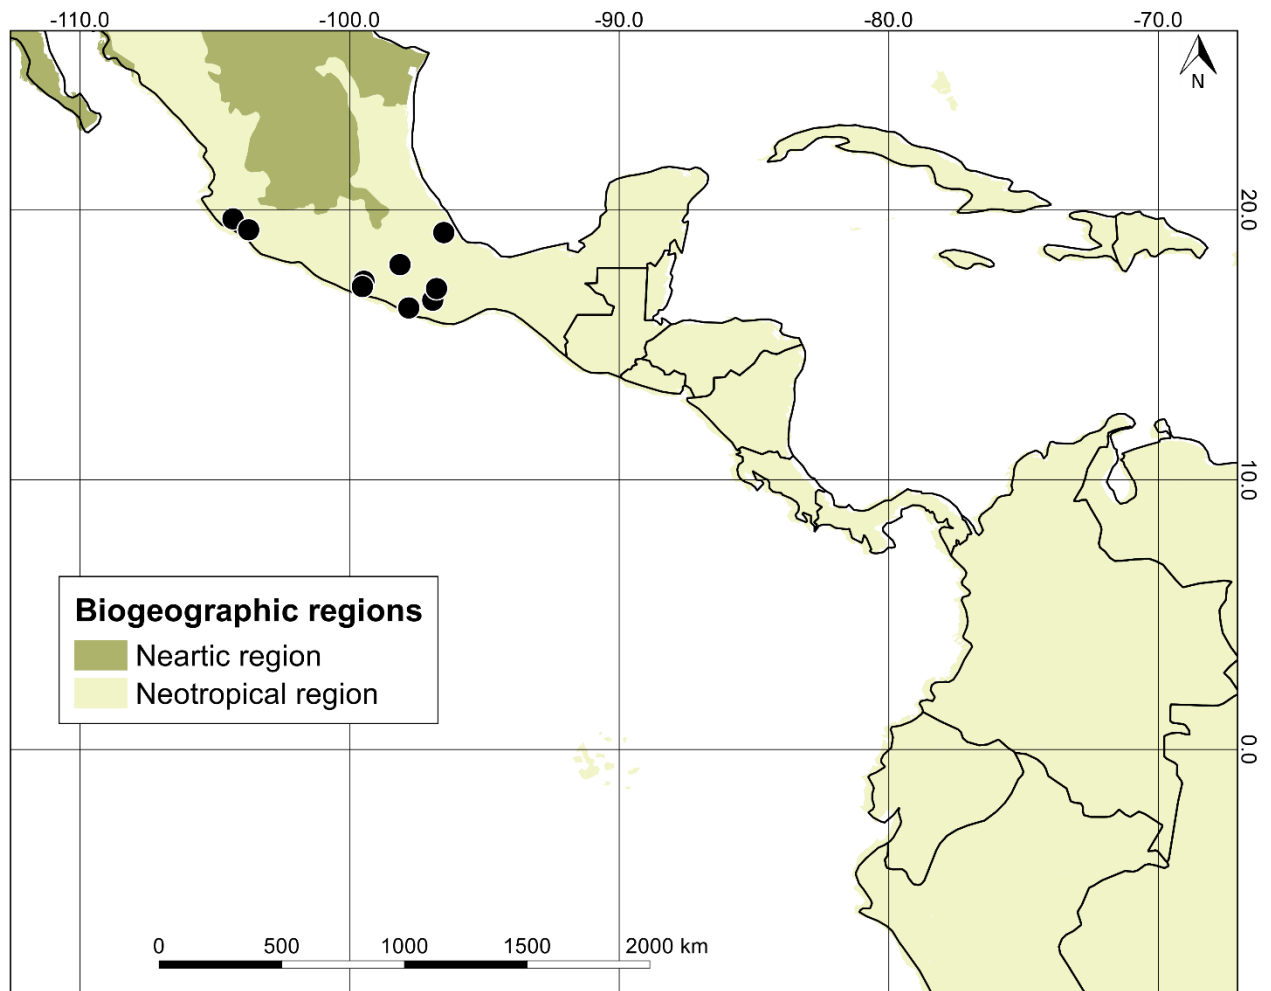 -110.0 -100.0 -90.0 -80.0 -70.0
N
20.0
10.0
0.0
Biogeographic regions
Neartic region
Neotropical region
0 500 1000 1500 2000 km